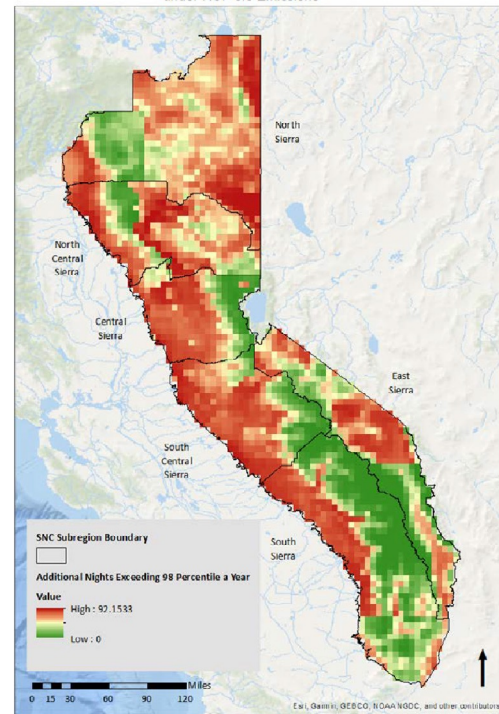 North
Sierra
North
Central
Sierra
Central
Sierra
East
Sierra
South
Central
Sierra
South
Sierra
SNC Subregion Boundary
Additional Nights Exceeding 98 Percentile a Year
Value
High : 92.1533
Low : 0
Miles
0 15 30 60 90 120
Esri, Garmin, GEBCO, NOAA NGDC, and other contributors